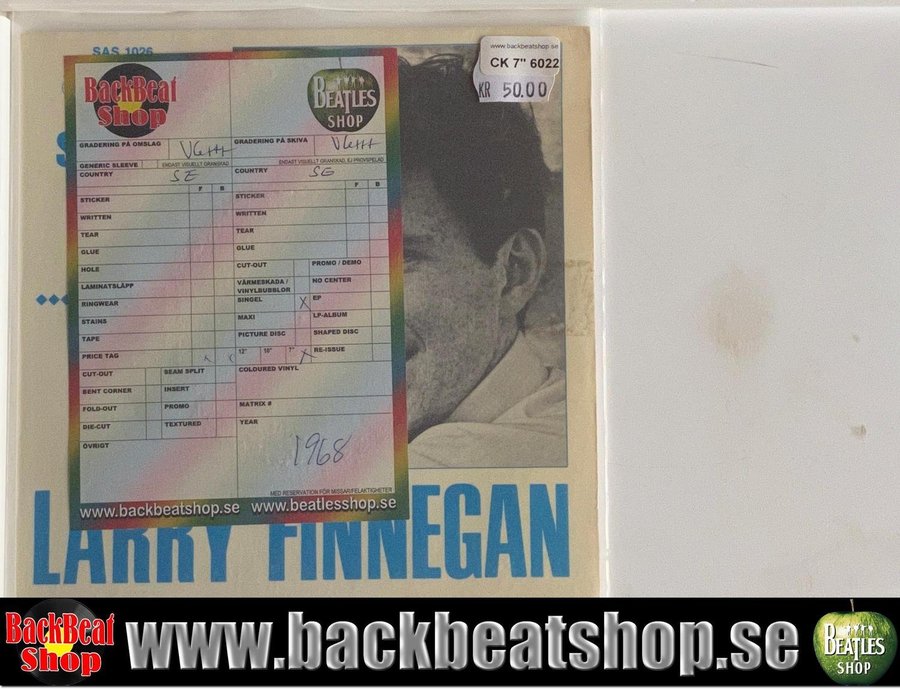 SAS 1026
www.backbeatshop.se
CK 7" 6022
KR 50.00
BackBeat
Shop
BEATLES
SHOP
GRADERING PÅ OMSLAG
VG+++
GRADERING PÅ SKIVA
VG+++
GENERIC SLEEVE
ENDAST VISUELLT GRANSKAD
ENDAST VISUELLT GRANSKAD, EJ PROVSPELAD
COUNTRY
SE
COUNTRY
SE
F B
F B
STICKER
STICKER
WRITTEN
WRITTEN
TEAR
TEAR
GLUE
GLUE
HOLE
CUT-OUT
PROMO / DEMO
LAMINATSLÄPP
VÄRMESKADA /
VINYLBUBBLOR
NO CENTER
RINGWEAR
SINGEL
X
EP
STAINS
MAXI
LP-ALBUM
TAPE
PICTURE DISC
SHAPED DISC
PRICE TAG
x
12"
10"
7"
X
RE-ISSUE
CUT-OUT
SEAM SPLIT
COLOURED VINYL
BENT CORNER
INSERT
FOLD-OUT
PROMO
MATRIX #
DIE-CUT
TEXTURED
YEAR
ÖVRIGT
1968
MED RESERVATION FÖR MISSAR/FELAKTIGHETER
www.backbeatshop.se www.beatlesshop.se
LARRY FINNEGAN
BackBeat
Shop
www.backbeatshop.se
BEATLES
SHOP